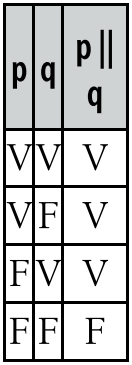 p q p ||
q
V V V
V F V
F V V
F F F